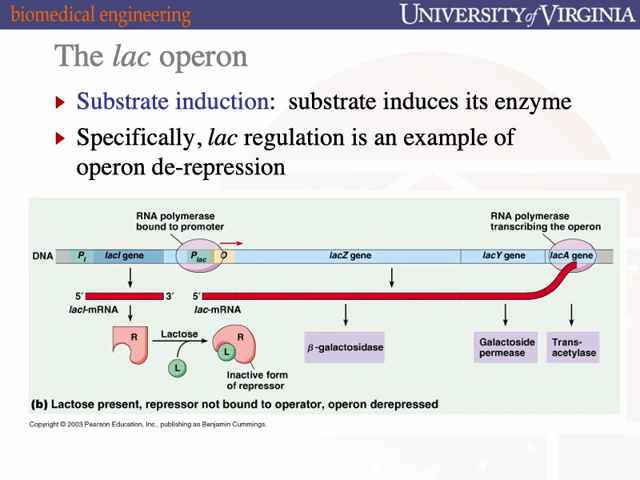 biomedical engineering
UNIVERSITY of VIRGINIA
The lac operon
Substrate induction: substrate induces its enzyme
Specifically, lac regulation is an example of
operon de-repression
RNA polymerase
bound to promoter
RNA polymerase
transcribing the operon
DNA PI lacI gene Plac O lacZ gene lacY gene lacA gene
5′ 3′ 5′
lacI-mRNA lac-mRNA
R Lactose R
L L
Inactive form
of repressor
β-galactosidase
Galactoside
permease
Trans-
acetylase
(b) Lactose present, repressor not bound to operator, operon derepressed
Copyright © 2003 Pearson Education, Inc., publishing as Benjamin Cummings.